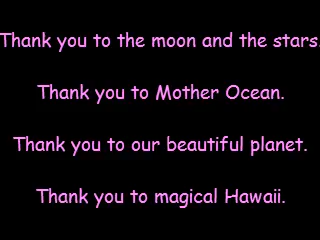 Thank you to the moon and the stars.
Thank you to Mother Ocean.
Thank you to our beautiful planet.
Thank you to magical Hawaii.